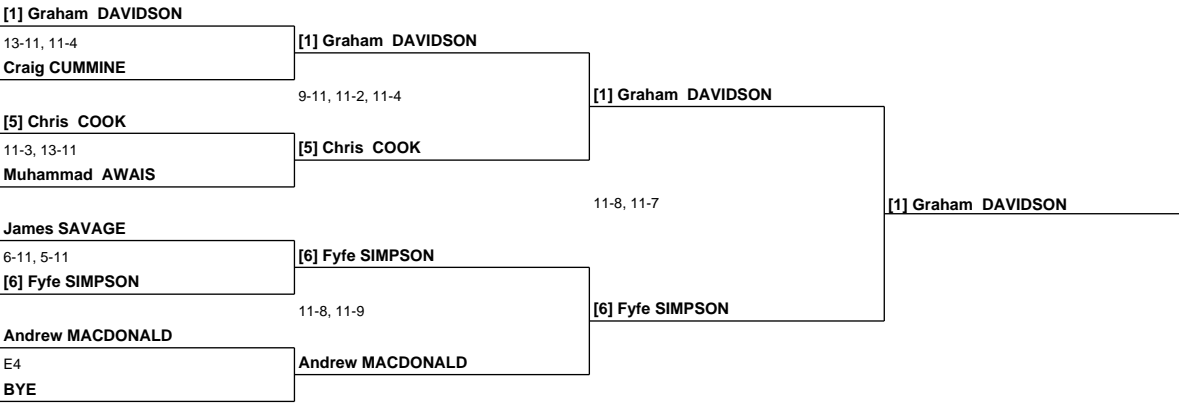 [1] Graham DAVIDSON
13-11, 11-4
Craig CUMMINE
[5] Chris COOK
11-3, 13-11
Muhammad AWAIS
James SAVAGE
6-11, 5-11
[6] Fyfe SIMPSON
Andrew MACDONALD
E4
BYE
[1] Graham DAVIDSON
9-11, 11-2, 11-4
[5] Chris COOK
[6] Fyfe SIMPSON
11-8, 11-9
Andrew MACDONALD
[1] Graham DAVIDSON
11-8, 11-7
[6] Fyfe SIMPSON
[1] Graham DAVIDSON